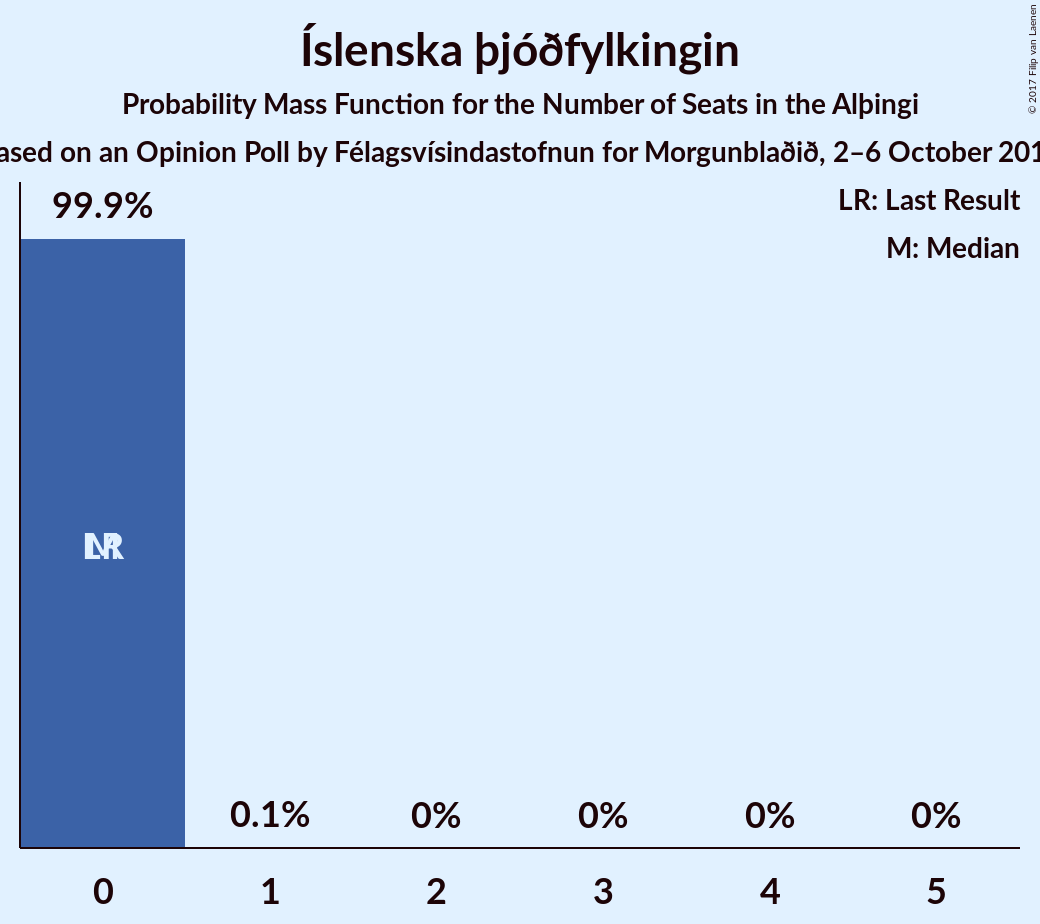 Íslenska þjóðfylkingin
Probability Mass Function for the Number of Seats in the Alþingi
ased on an Opinion Poll by Félagsvísindastofnun for Morgunblaðið, 2–6 October 201
© 2017 Filip van Laenen
LR: Last Result
M: Median
99.9%
LR
M
0.1%
0%
0%
0%
0%
0
1
2
3
4
5